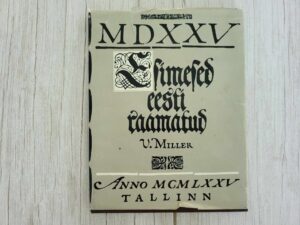 MDXXV
Esimesed
eesti
raamatud
V. MILLER
ANNO MCMLXXV
TALLINN